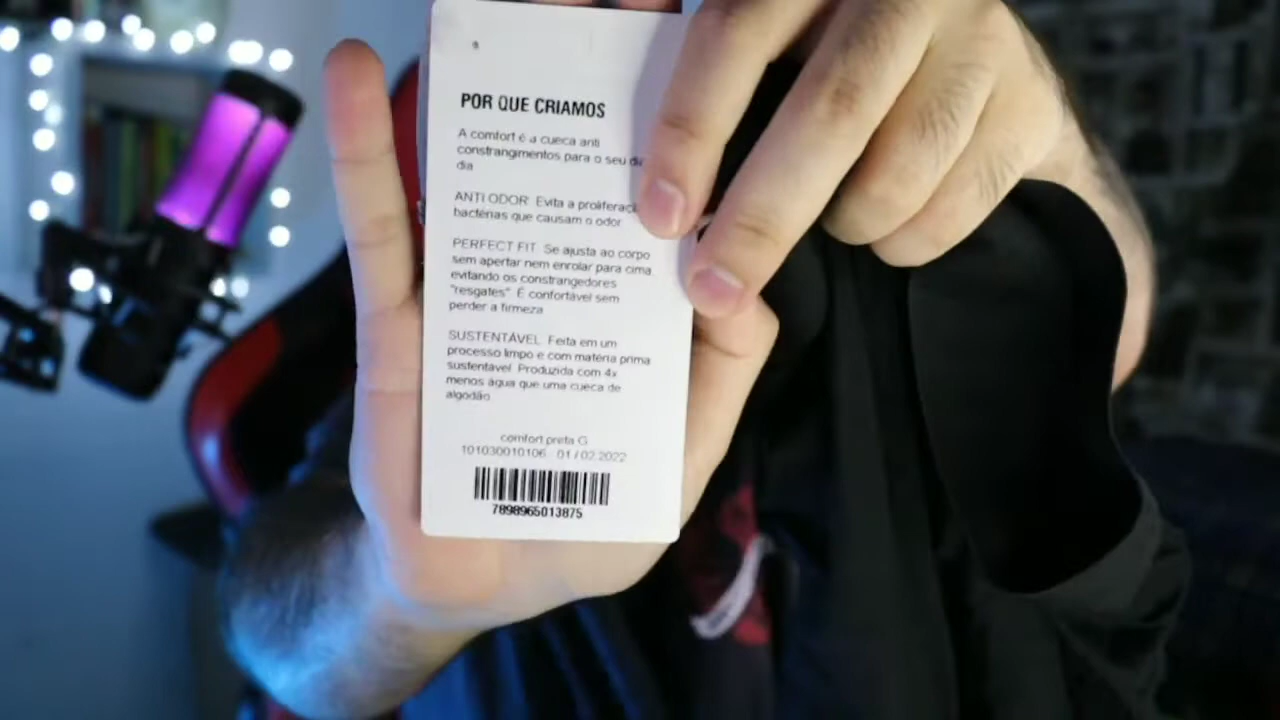 POR QUE CRIAMOS
A comfort é a cueca anti
constrangimentos para o seu dia
dia
ANTI ODOR Evita a proliferaç
bactérias que causam o odor
PERFECT FIT Se ajusta ao corpo
sem apertar nem enrolar para cima,
evitando os constrangedores
"resgates" É confortável sem
perder a firmeza
SUSTENTÁVEL Feita em um
processo limpo e com matéria prima
sustentável Produzida com 4x
menos água que uma cueca de
algodão
comfort preta G
101030010106 01/02 2022
7898965013875